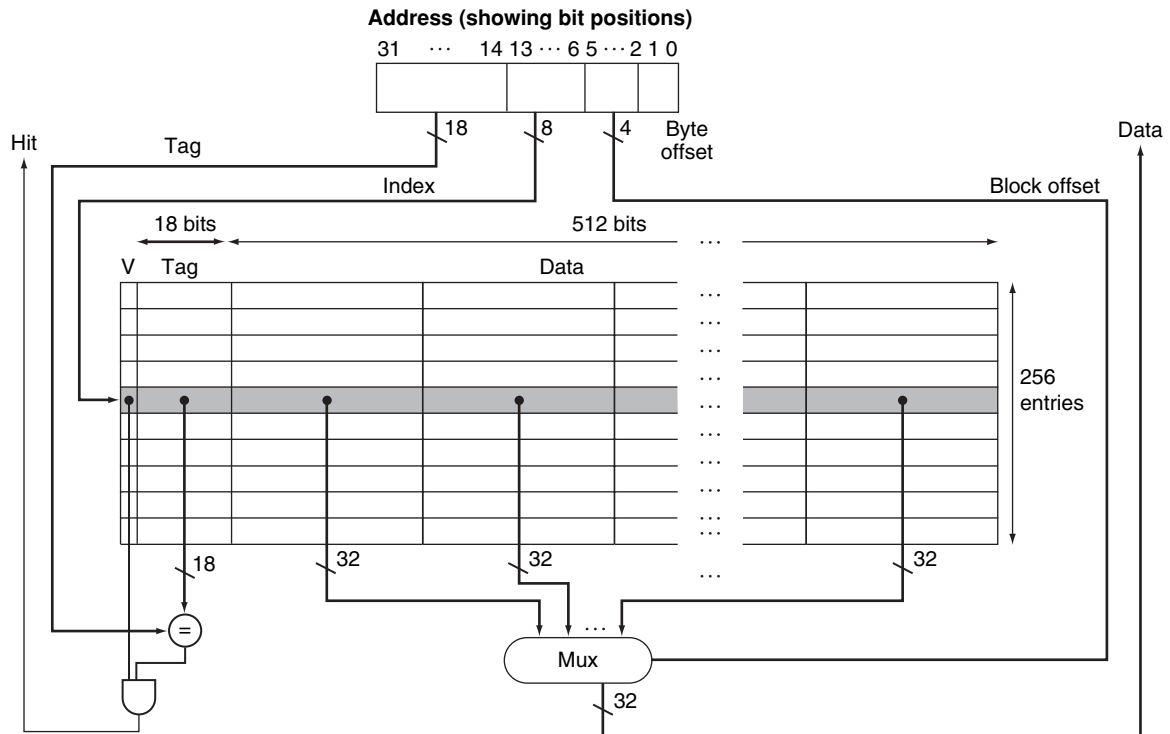 Address (showing bit positions)
31 ... 14 13 ... 6 5 ... 2 1 0
18 8 4 Byte offset
Hit
Tag
Data
Index
Block offset
18 bits
512 bits
...
V Tag Data
...
...
...
...
...
256 entries
...
...
...
...
...
...
18 32 32 ... 32
=
...
Mux
32